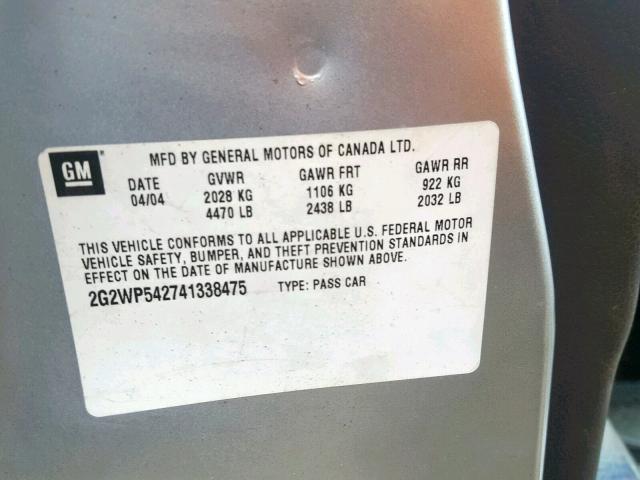 GM
MFD BY GENERAL MOTORS OF CANADA LTD.
DATE GVWR GAWR FRT GAWR RR
04/04 2028 KG 1106 KG 922 KG
4470 LB 2438 LB 2032 LB
THIS VEHICLE CONFORMS TO ALL APPLICABLE U.S. FEDERAL MOTOR
VEHICLE SAFETY, BUMPER, AND THEFT PREVENTION STANDARDS IN
EFFECT ON THE DATE OF MANUFACTURE SHOWN ABOVE.
2G2WP542741338475 TYPE: PASS CAR